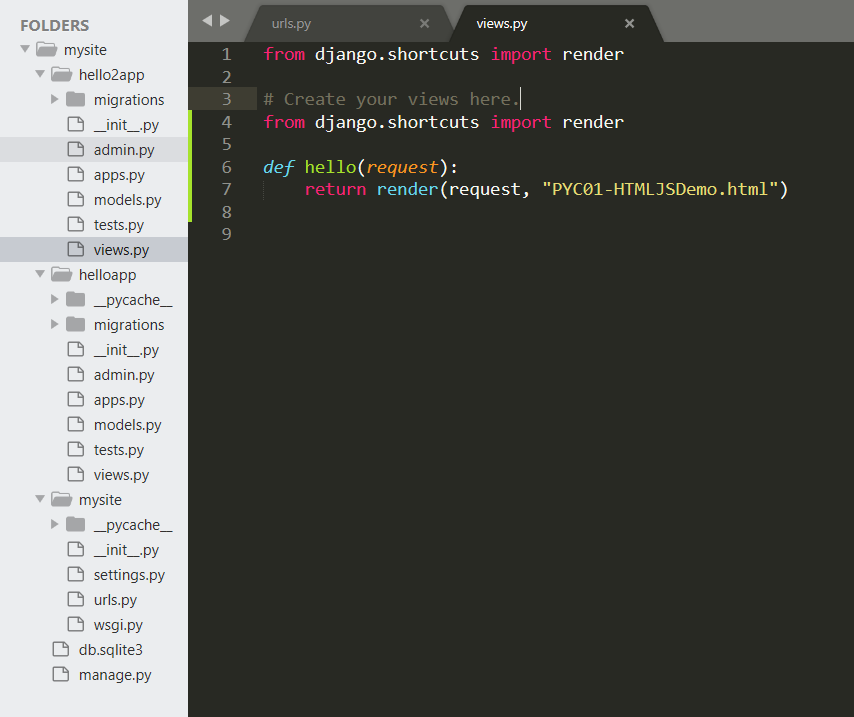 FOLDERS
mysite
hello2app
migrations
__init__.py
admin.py
apps.py
models.py
tests.py
views.py
helloapp
__pycache__
migrations
__init__.py
admin.py
apps.py
models.py
tests.py
views.py
mysite
__pycache__
__init__.py
settings.py
urls.py
wsgi.py
db.sqlite3
manage.py
urls.py × views.py ×
1 from django.shortcuts import render
2
3 # Create your views here.
4 from django.shortcuts import render
5
6 def hello(request):
7     return render(request, "PYC01-HTMLJSDemo.html")
8
9